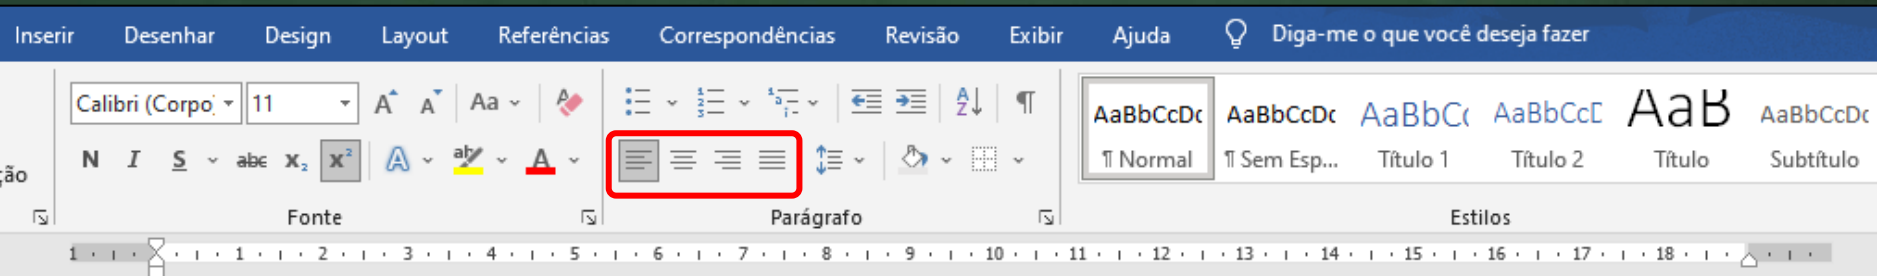 Inserir Desenhar Design Layout Referências Correspondências Revisão Exibir Ajuda Diga-me o que você deseja fazer
Calibri (Corpo) 11 A A Aa A AZ ¶
AaBbCcDc AaBbCcDc AaBbCc AaBbCcD AaB AaBbCcDc
N I S abc x₂ x² A ab A
¶ Normal ¶ Sem Esp... Título 1 Título 2 Título Subtítulo
ção
Fonte Parágrafo Estilos
1 1 2 3 4 5 6 7 8 9 10 11 12 13 14 15 16 17 18